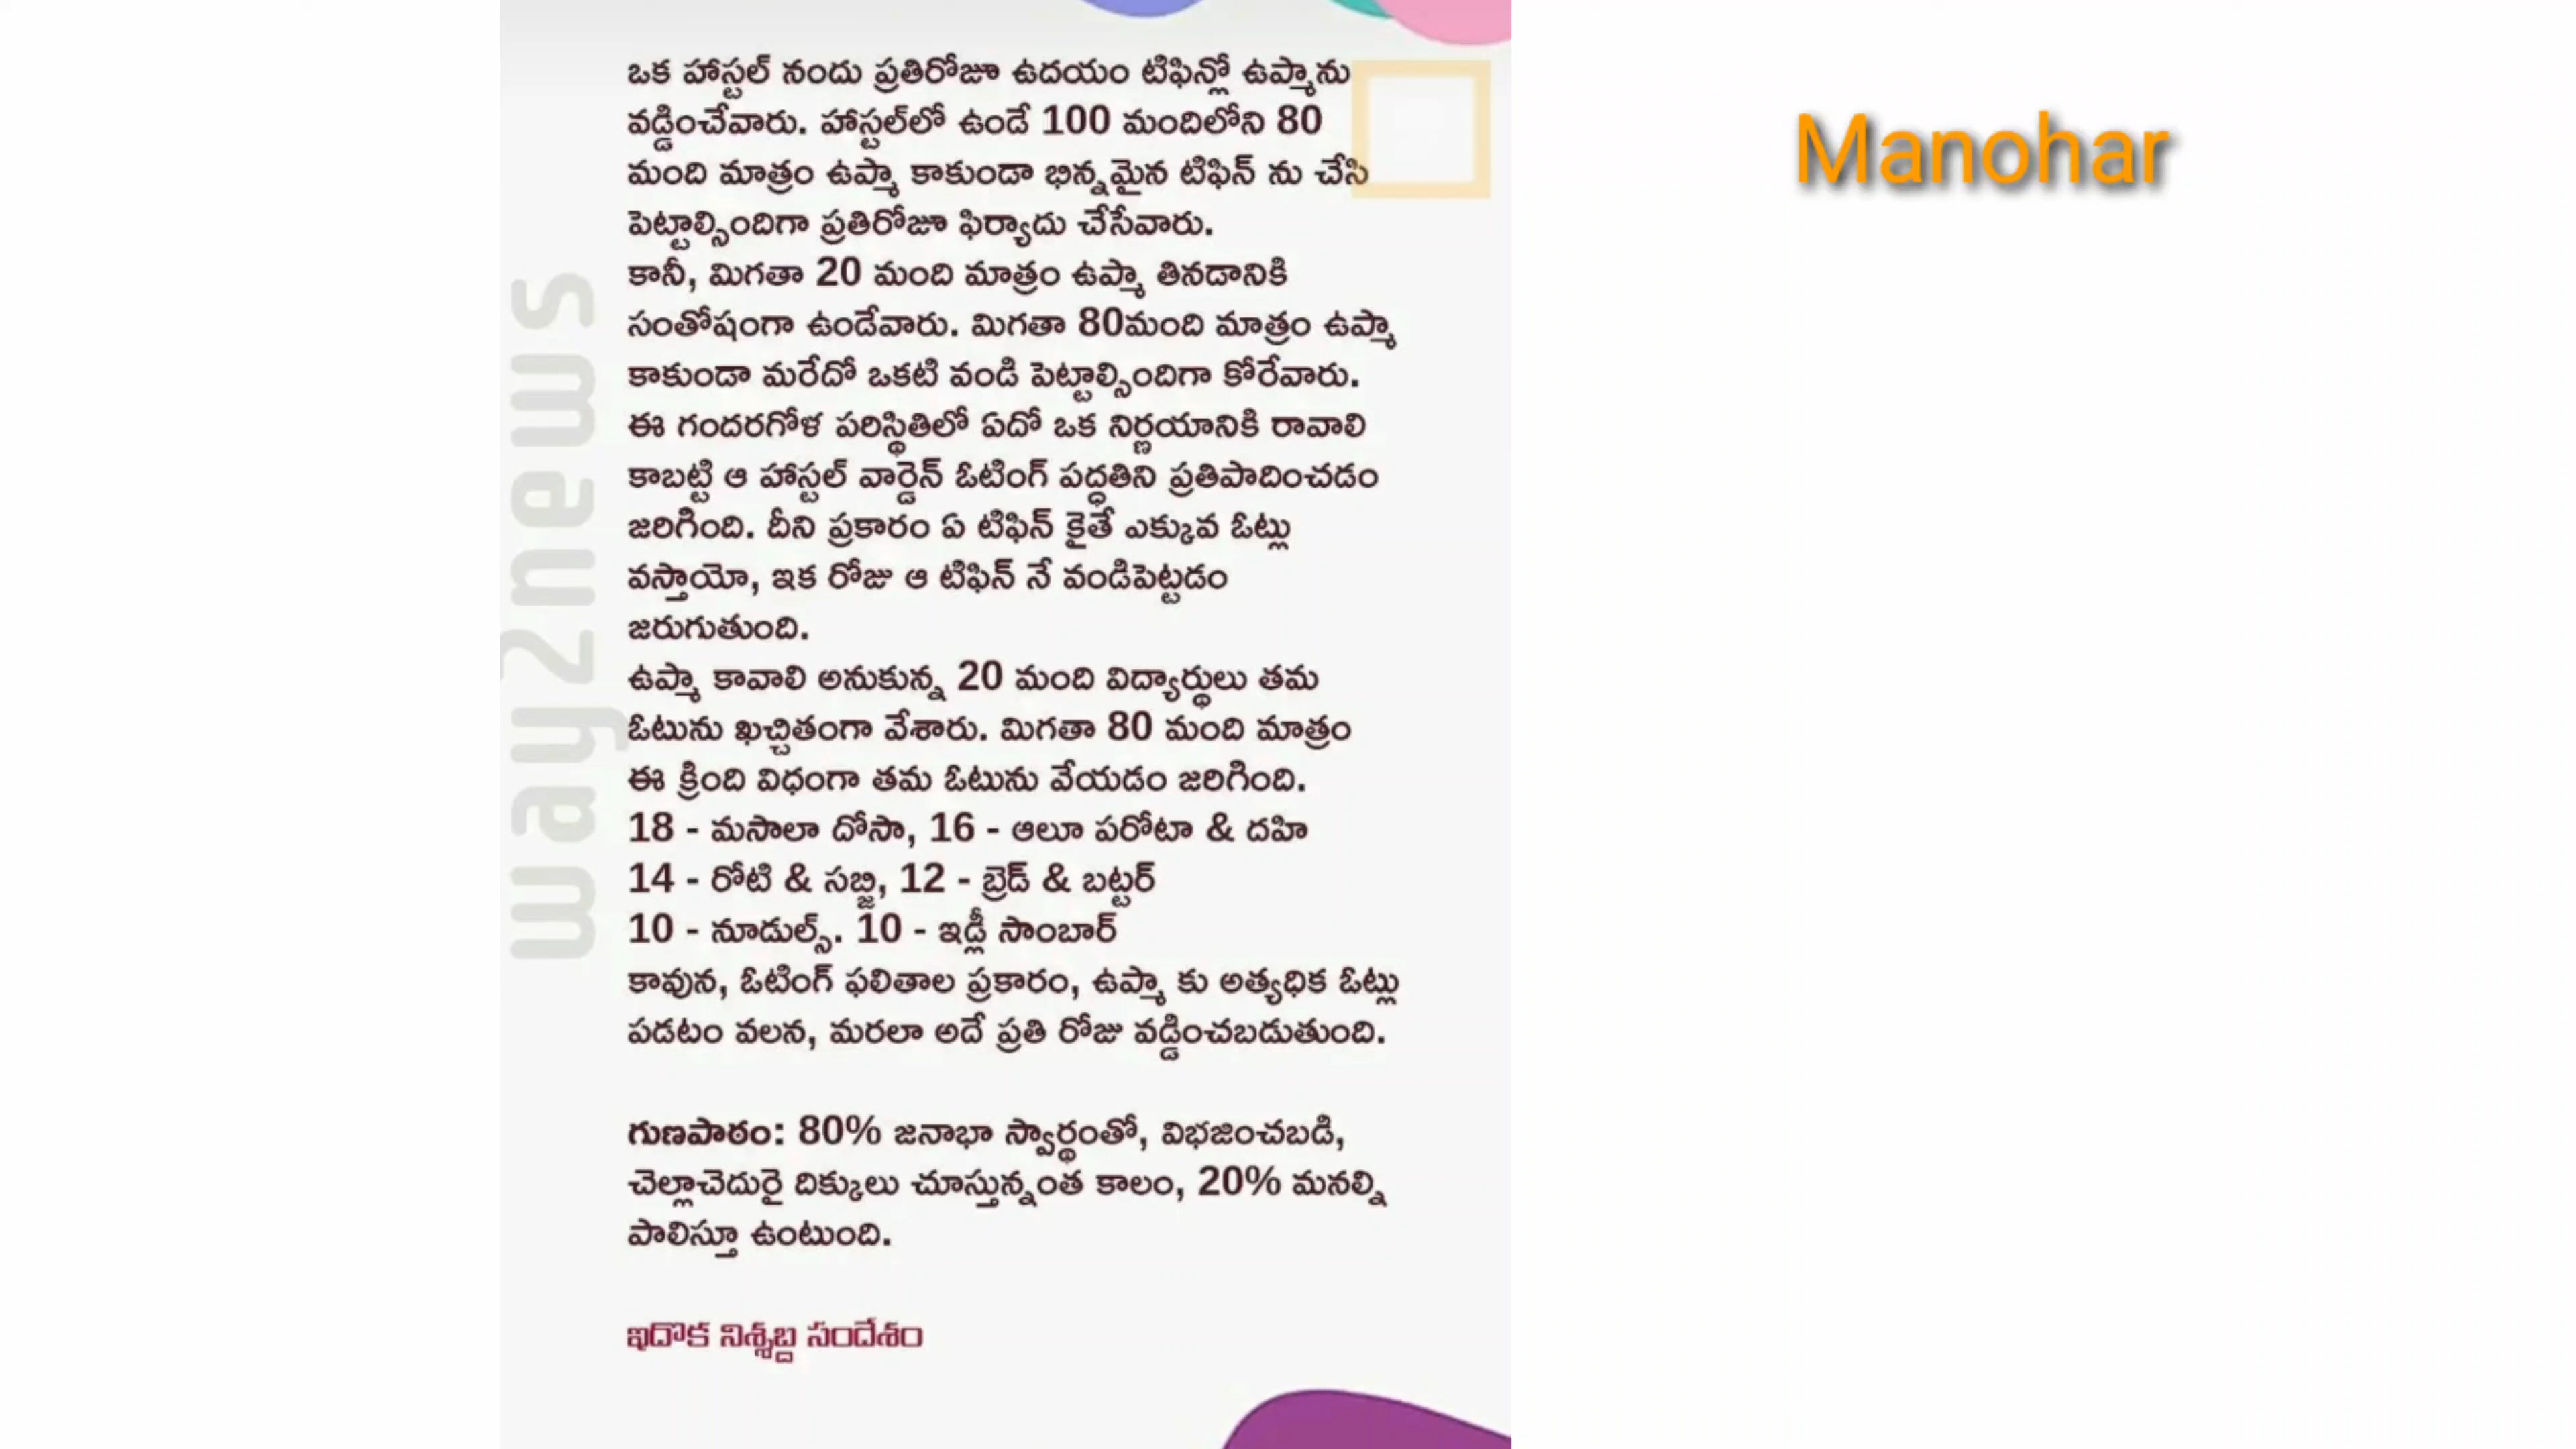 ఒక హాస్టల్ నందు ప్రతిరోజూ ఉదయం టిఫిన్లో ఉప్మాను
వడ్డించేవారు. హాస్టల్‌లో ఉండే 100 మందిలోని 80
మంది మాత్రం ఉప్మా కాకుండా భిన్నమైన టిఫిన్ ను చేసి
పెట్టాల్సిందిగా ప్రతిరోజూ ఫిర్యాదు చేసేవారు.
కానీ, మిగతా 20 మంది మాత్రం ఉప్మా తినడానికి
సంతోషంగా ఉండేవారు. మిగతా 80మంది మాత్రం ఉప్మా
కాకుండా మరేదో ఒకటి వండి పెట్టాల్సిందిగా కోరేవారు.
ఈ గందరగోళ పరిస్థితిలో ఏదో ఒక నిర్ణయానికి రావాలి
కాబట్టి ఆ హాస్టల్ వార్డెన్ ఓటింగ్ పద్ధతిని ప్రతిపాదించడం
జరిగింది. దీని ప్రకారం ఏ టిఫిన్ కైతే ఎక్కువ ఓట్లు
వస్తాయో, ఇక రోజు ఆ టిఫిన్ నే వండిపెట్టడం
జరుగుతుంది.
ఉప్మా కావాలి అనుకున్న 20 మంది విద్యార్థులు తమ
ఓటును ఖచ్చితంగా వేశారు. మిగతా 80 మంది మాత్రం
ఈ క్రింది విధంగా తమ ఓటును వేయడం జరిగింది.
18 - మసాలా దోసా, 16 - ఆలూ పరోటా & దహి
14 - రోటి & సబ్జి, 12 - బ్రెడ్ & బట్టర్
10 - నూడుల్స్. 10 - ఇడ్లీ సాంబార్
కావున, ఓటింగ్ ఫలితాల ప్రకారం, ఉప్మా కు అత్యధిక ఓట్లు
పడటం వలన, మరలా అదే ప్రతి రోజు వడ్డించబడుతుంది.
గుణపాఠం: 80% జనాభా స్వార్థంతో, విభజించబడి,
చెల్లాచెదురై దిక్కులు చూస్తున్నంత కాలం, 20% మనల్ని
పాలిస్తూ ఉంటుంది.
ఇదొక నిశ్శబ్ద సందేశం
way2news
Manohar